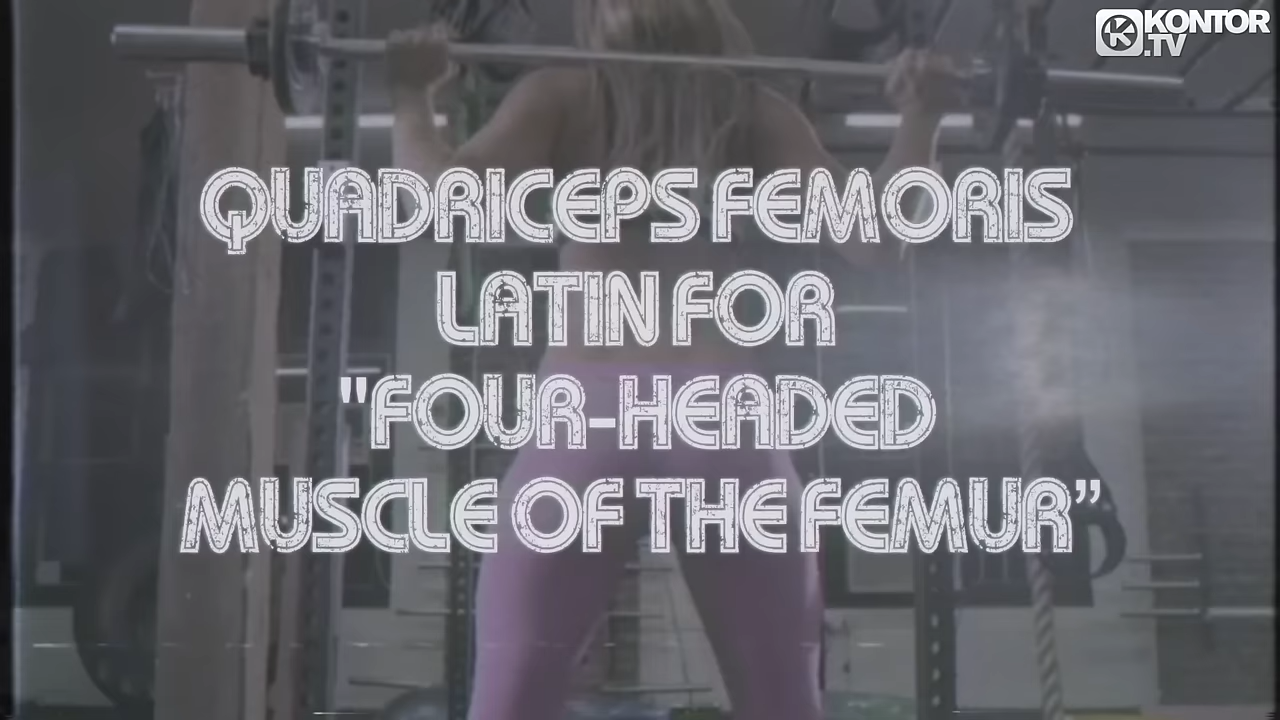 KONTOR
.TV
QUADRICEPS FEMORIS
LATIN FOR
"FOUR-HEADED
MUSCLE OF THE FEMUR”